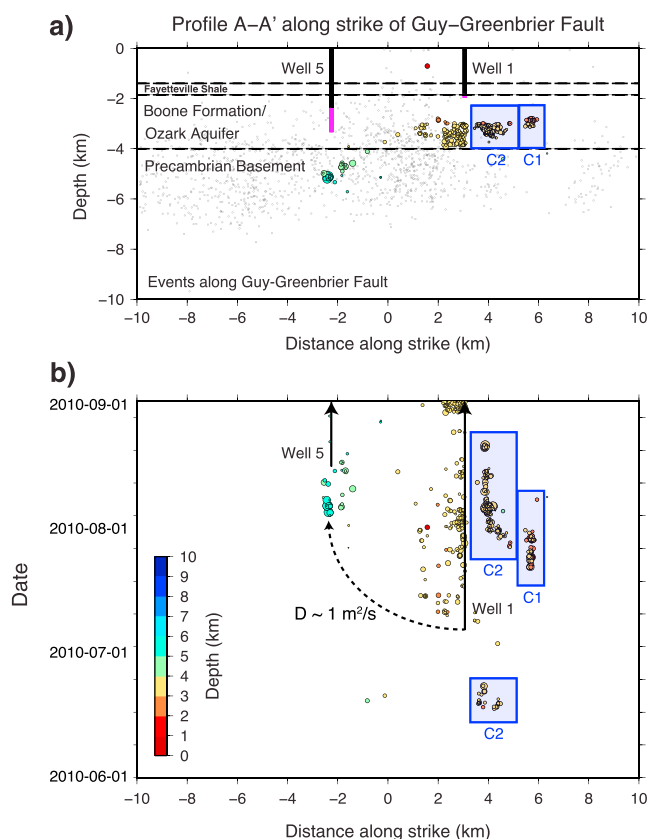 a)
Profile A–A’ along strike of Guy–Greenbrier Fault
0
−2
−4
−6
−8
−10
Depth (km)
Well 5
Well 1
Fayetteville Shale
Boone Formation/
Ozark Aquifer
C2
C1
Precambrian Basement
Events along Guy-Greenbrier Fault
−10 −8 −6 −4 −2 0 2 4 6 8 10
Distance along strike (km)
b)
2010-09-01
2010-08-01
2010-07-01
2010-06-01
Date
Well 5
C2
C1
Well 1
D ~ 1 m²/s
C2
10
9
8
7
6
5
4
3
2
1
0
Depth (km)
−10 −8 −6 −4 −2 0 2 4 6 8 10
Distance along strike (km)